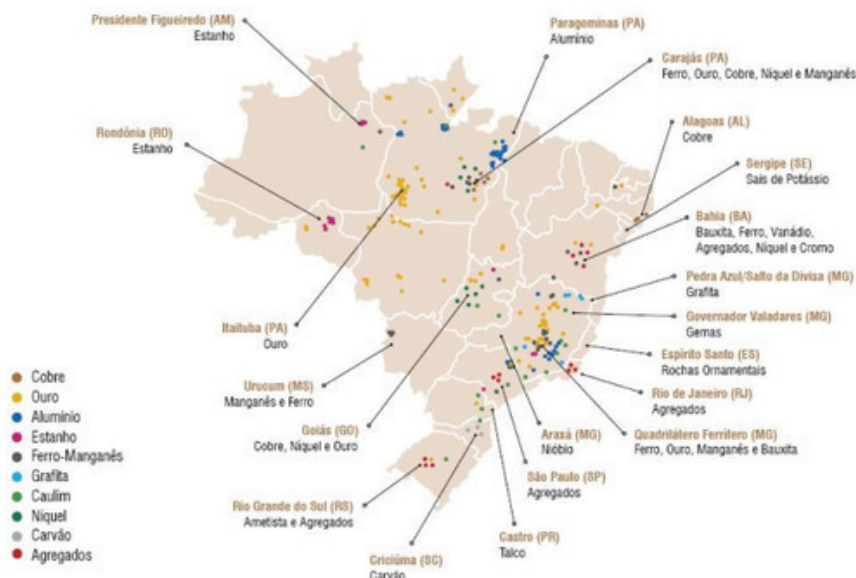 Presidente Figueiredo (AM)
Estanho
Paragominas (PA)
Alumínio
Carajás (PA)
Ferro, Ouro, Cobre, Níquel e Manganês
Rondônia (RO)
Estanho
Alagoas (AL)
Cobre
Sergipe (SE)
Sais de Potássio
Bahia (BA)
Bauxita, Ferro, Vanádio,
Agregados, Níquel e Cromo
Pedra Azul/Salto da Divisa (MG)
Grafita
Itaituba (PA)
Ouro
Governador Valadares (MG)
Gemas
Espírito Santo (ES)
Rochas Ornamentais
Urucum (MS)
Manganês e Ferro
Rio de Janeiro (RJ)
Agregados
Goiás (GO)
Cobre, Níquel e Ouro
Araxá (MG)
Nióbio
Quadrilátero Ferrífero (MG)
Ferro, Ouro, Manganês e Bauxita
São Paulo (SP)
Agregados
Rio Grande do Sul (RS)
Ametista e Agregados
Castro (PR)
Talco
Criciúma (SC)
Carvão
Cobre
Ouro
Alumínio
Estanho
Ferro-Manganês
Grafita
Caulim
Níquel
Carvão
Agregados